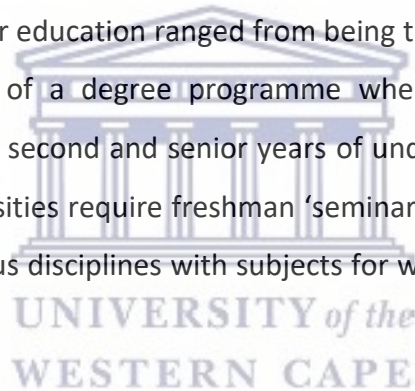 r education ranged from being t
of a degree programme whe
second and senior years of und
sities require freshman ‘seminar
us disciplines with subjects for w
UNIVERSITY of the
WESTERN CAPE